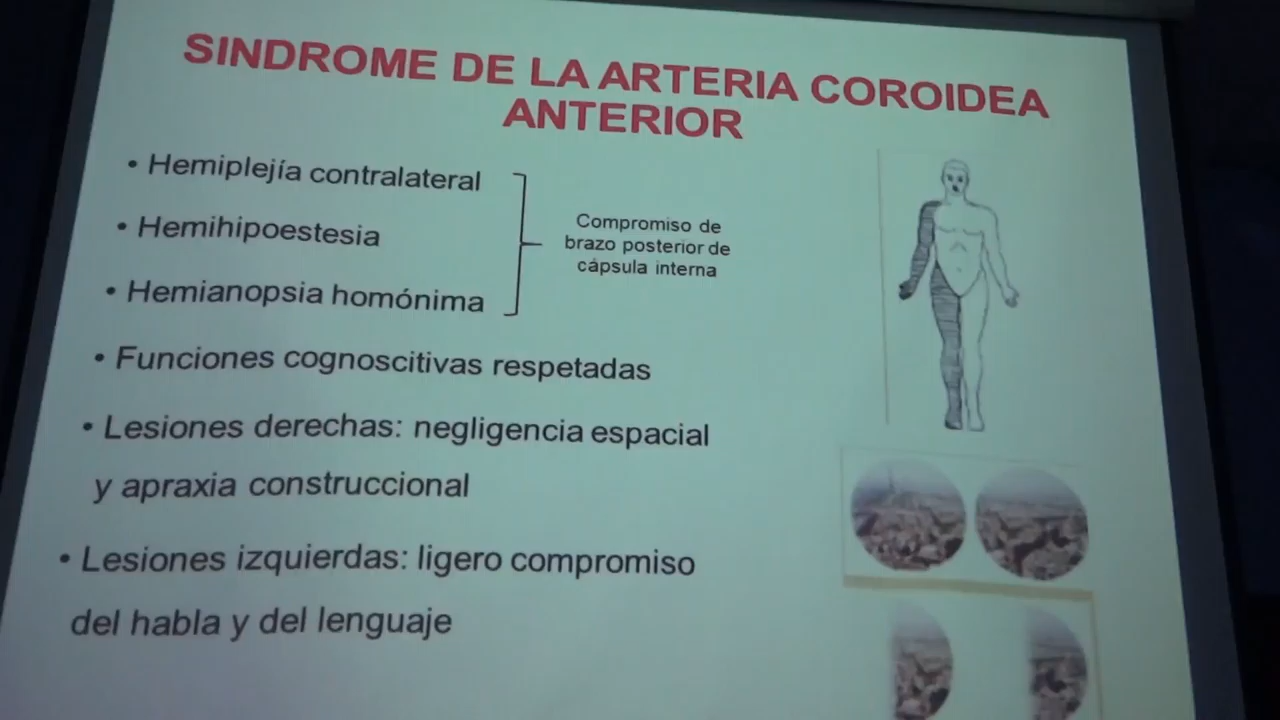 SINDROME DE LA ARTERIA COROIDEA
ANTERIOR
• Hemiplejía contralateral
• Hemihipoestesia
• Hemianopsia homónima
Compromiso de
brazo posterior de
cápsula interna
• Funciones cognoscitivas respetadas
• Lesiones derechas: negligencia espacial
y apraxia construccional
• Lesiones izquierdas: ligero compromiso
del habla y del lenguaje